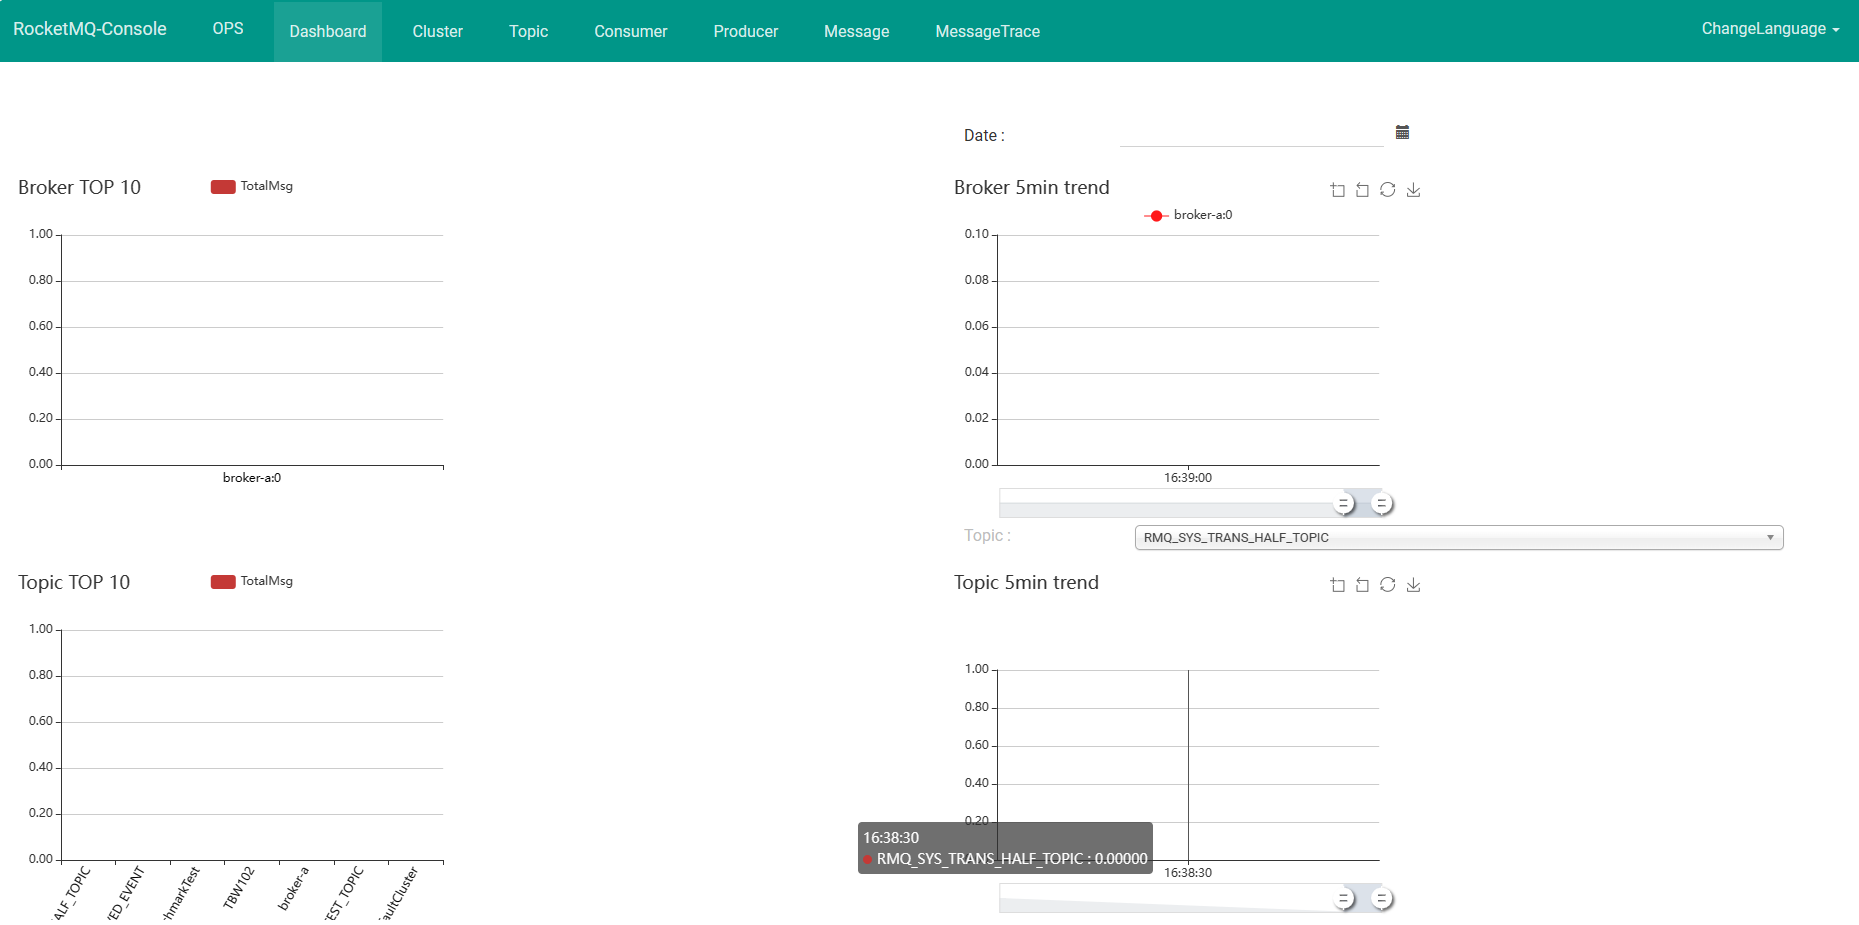 RocketMQ-Console OPS Dashboard Cluster Topic Consumer Producer Message MessageTrace ChangeLanguage
Date :
Broker TOP 10
TotalMsg
1.00
0.80
0.60
0.40
0.20
0.00
broker-a:0
Broker 5min trend
broker-a:0
0.10
0.08
0.06
0.04
0.02
0.00
16:39:00
Topic :
RMQ_SYS_TRANS_HALF_TOPIC
Topic TOP 10
TotalMsg
1.00
0.80
0.60
0.40
0.20
0.00
ALF_TOPIC
VED_EVENT
chmarkTest
TBW102
broker-a
TEST_TOPIC
aultCluster
Topic 5min trend
1.00
0.80
0.60
0.40
0.20
16:38:30
RMQ_SYS_TRANS_HALF_TOPIC : 0.00000
16:38:30